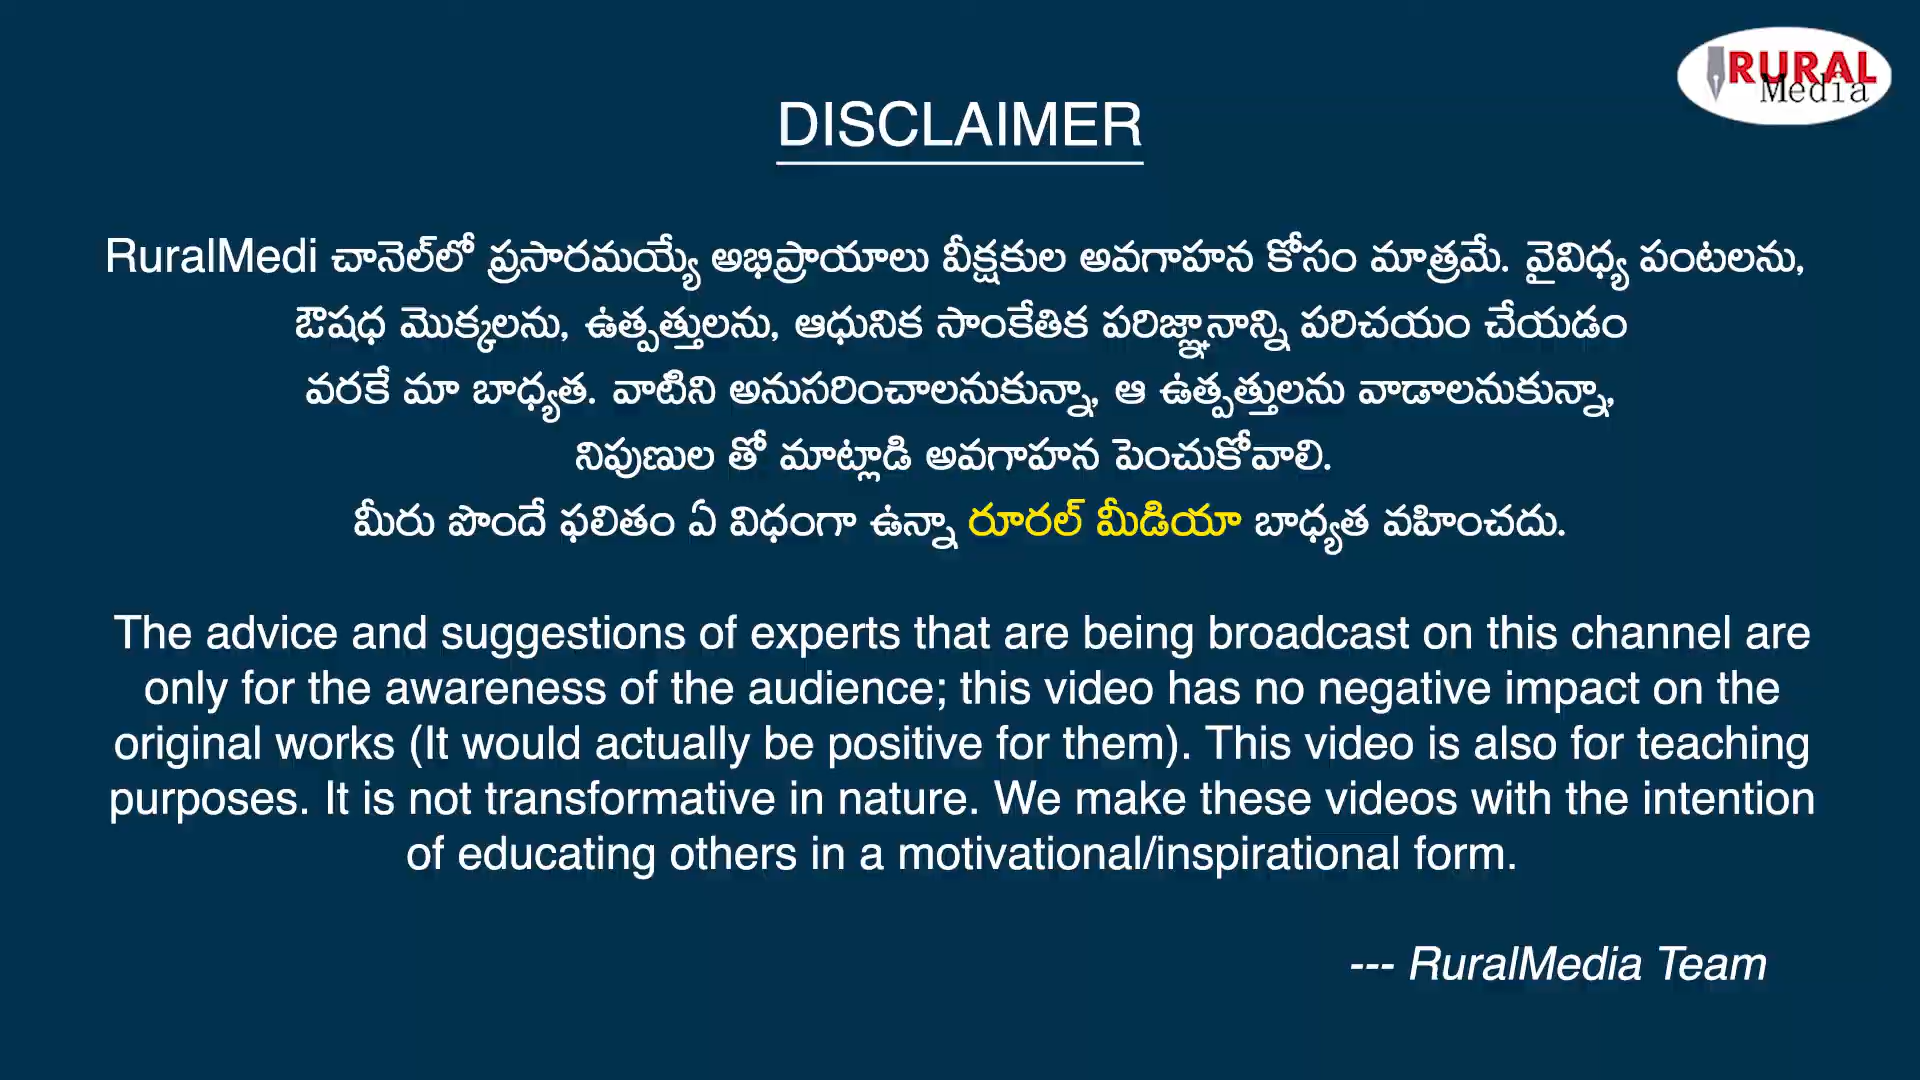 RURAL
Media
DISCLAIMER
RuralMedi చానెల్‌లో ప్రసారమయ్యే అభిప్రాయాలు వీక్షకుల అవగాహన కోసం మాత్రమే. వైవిధ్య పంటలను,
ఔషధ మొక్కలను, ఉత్పత్తులను, ఆధునిక సాంకేతిక పరిజ్ఞానాన్ని పరిచయం చేయడం
వరకే మా బాధ్యత. వాటిని అనుసరించాలనుకున్నా, ఆ ఉత్పత్తులను వాడాలనుకున్నా,
నిపుణుల తో మాట్లాడి అవగాహన పెంచుకోవాలి.
మీరు పొందే ఫలితం ఏ విధంగా ఉన్నా రూరల్ మీడియా బాధ్యత వహించదు.
The advice and suggestions of experts that are being broadcast on this channel are
only for the awareness of the audience; this video has no negative impact on the
original works (It would actually be positive for them). This video is also for teaching
purposes. It is not transformative in nature. We make these videos with the intention
of educating others in a motivational/inspirational form.
--- RuralMedia Team